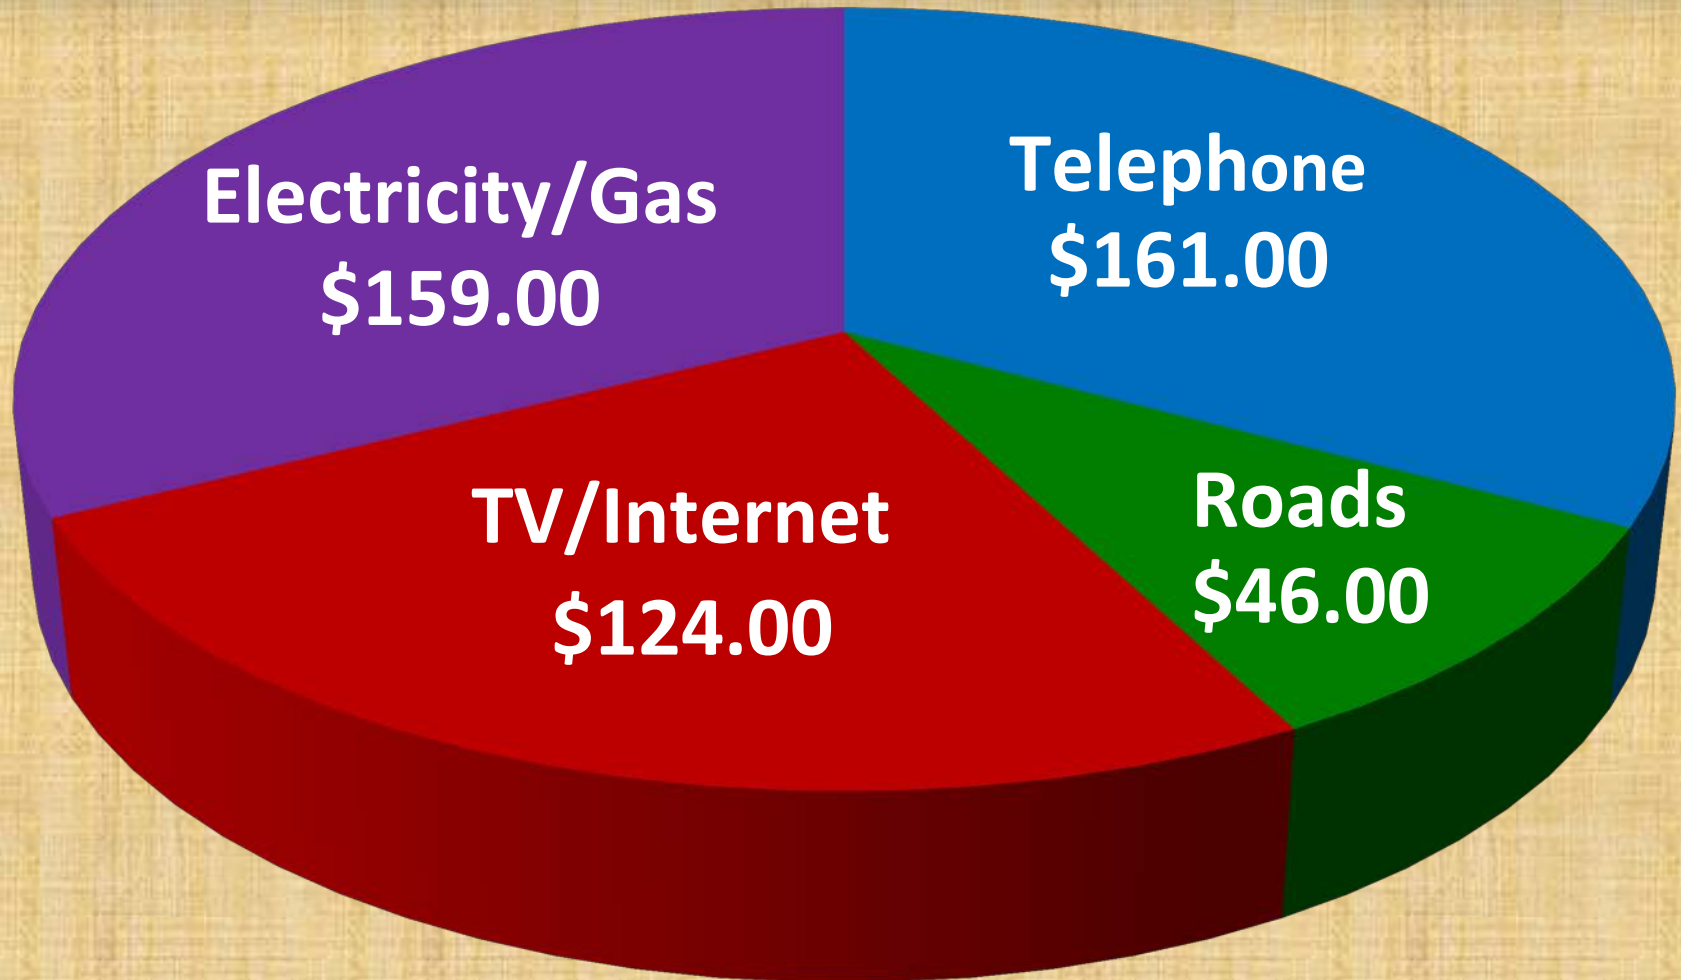 Electricity/Gas
$159.00
Telephone
$161.00
TV/Internet
$124.00
Roads
$46.00